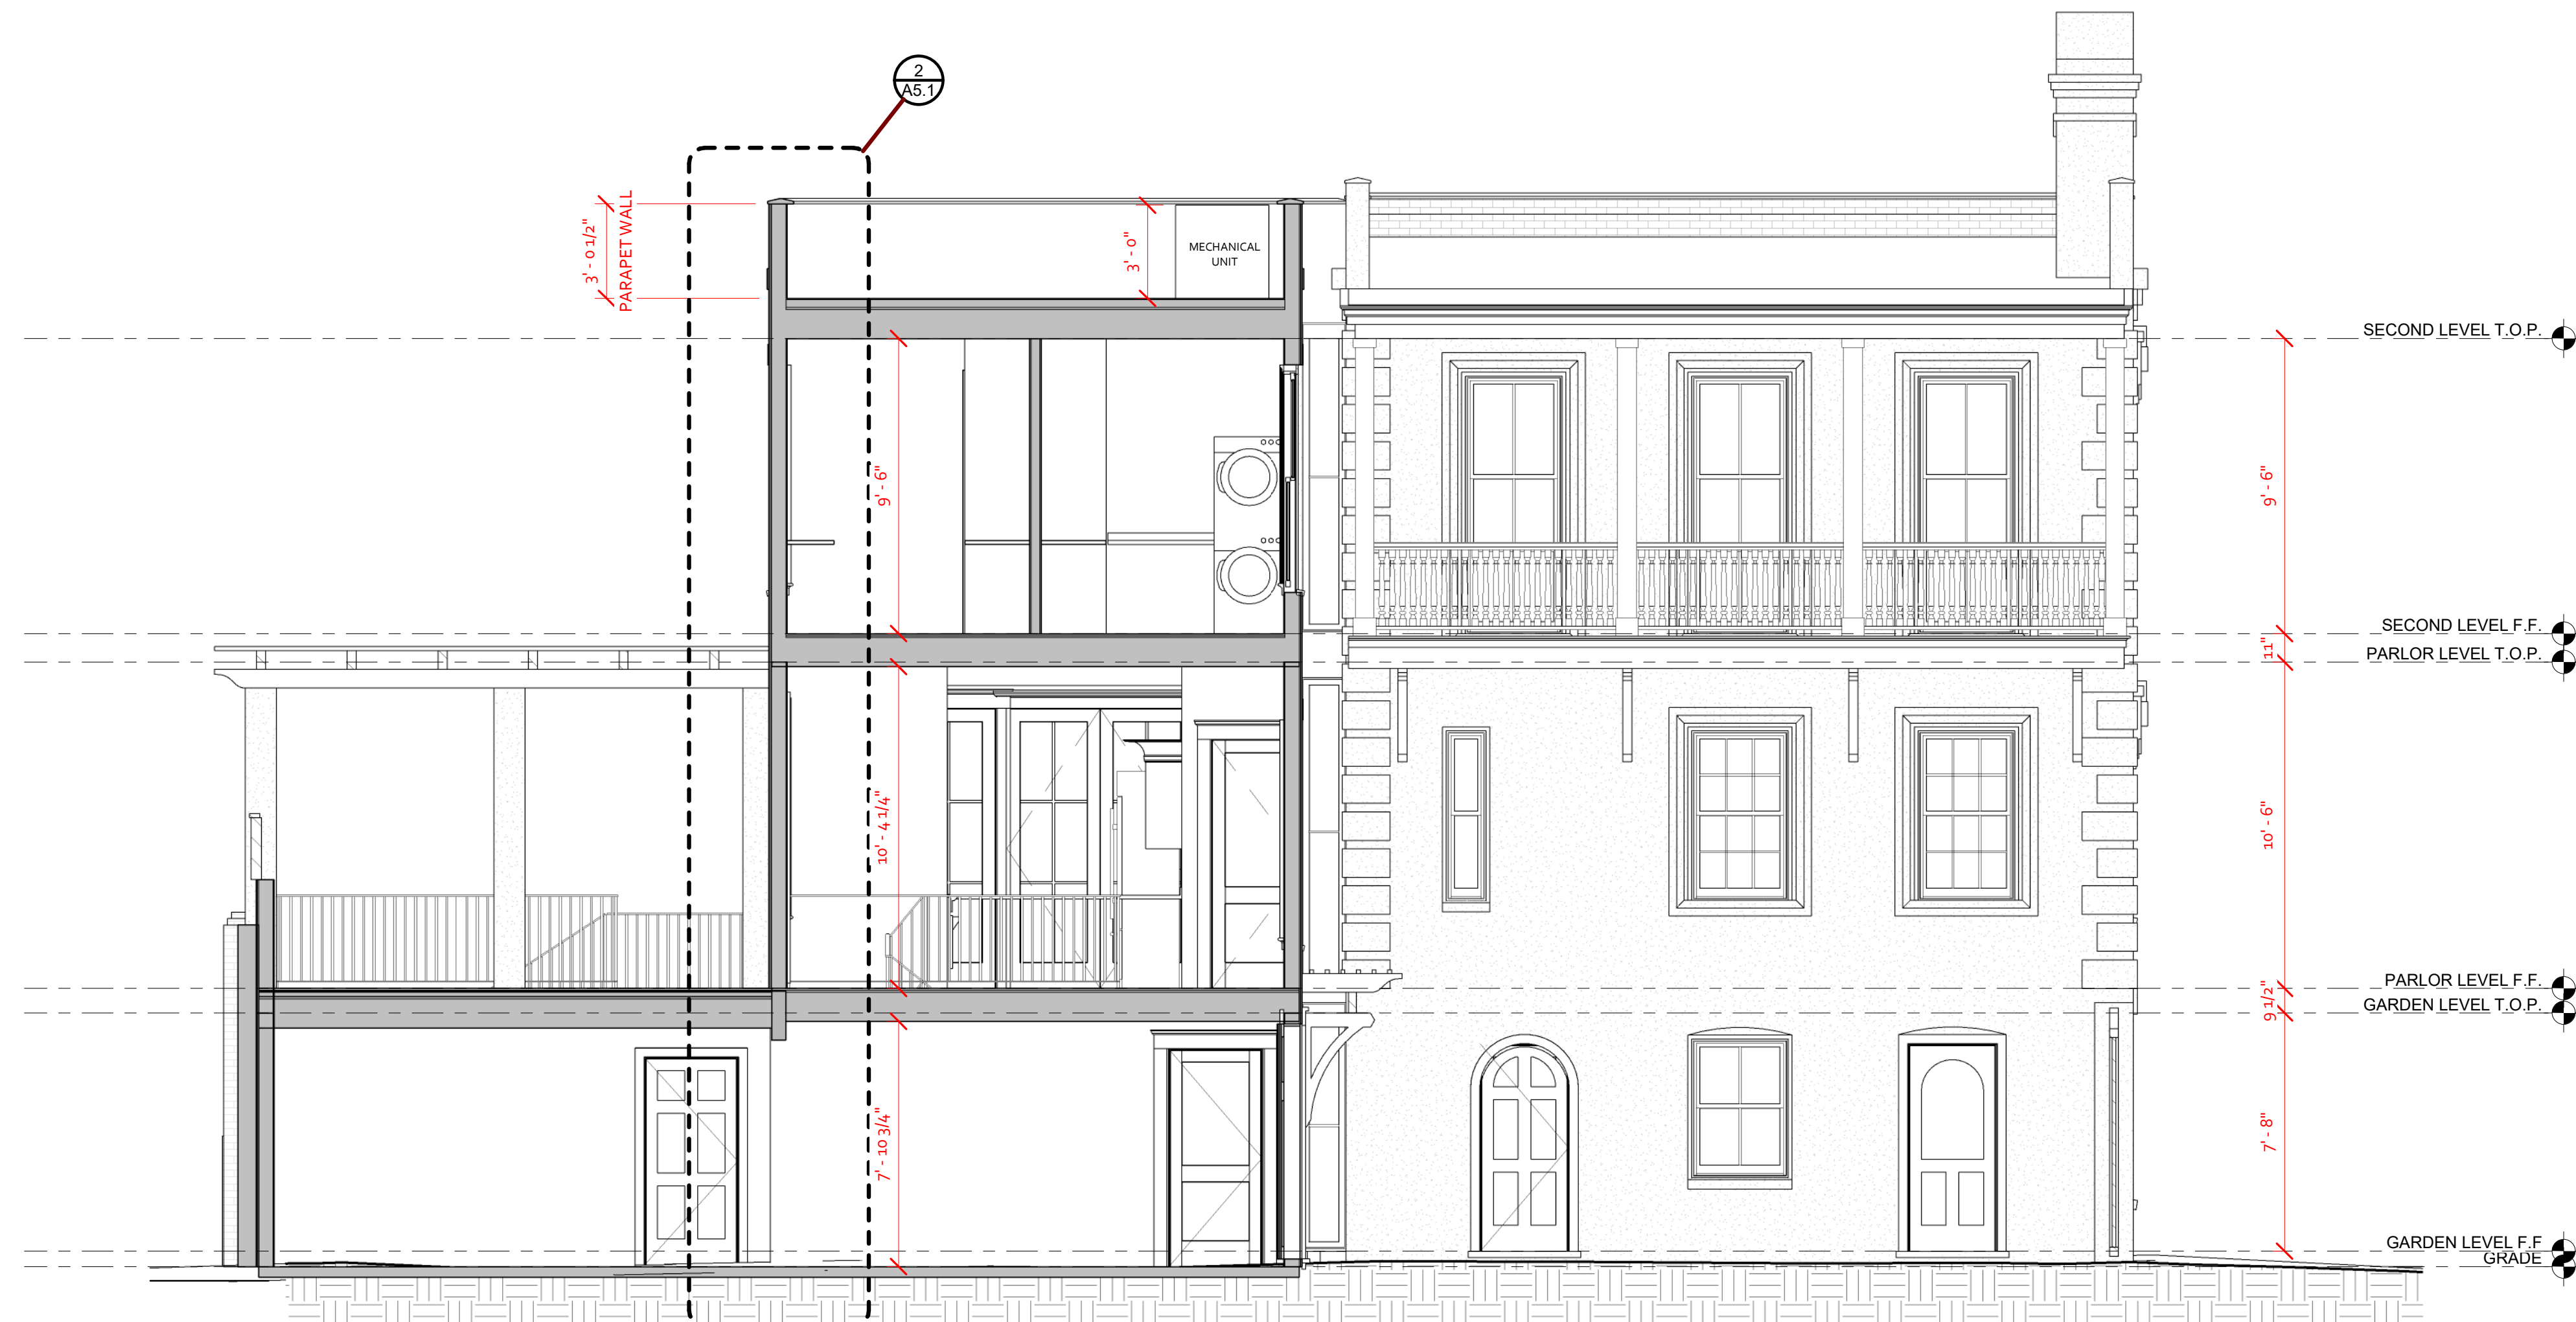 2
A5.1
3' - 0 1/2"
PARAPET WALL
3' - 0"
MECHANICAL
UNIT
SECOND LEVEL T.O.P.
9' - 6"
9' - 6"
SECOND LEVEL F.F.
11"
PARLOR LEVEL T.O.P.
10' - 4 1/4"
10' - 6"
PARLOR LEVEL F.F.
9 1/2"
GARDEN LEVEL T.O.P.
7' - 10 3/4"
7' - 8"
GARDEN LEVEL F.F
GRADE